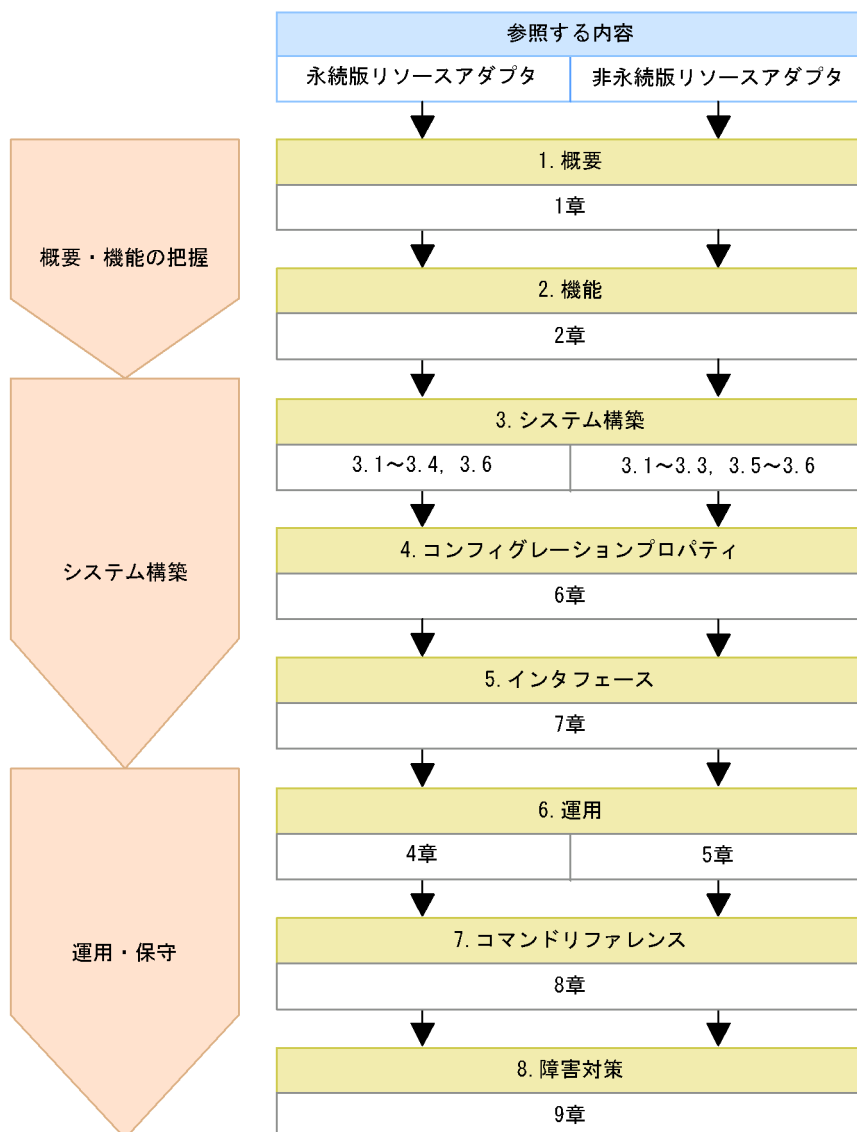 参照する内容
永続版リソースアダプタ
非永続版リソースアダプタ
1. 概要
1章
概要・機能の把握
2. 機能
2章
3. システム構築
3.1～3.4, 3.6
3.1～3.3, 3.5～3.6
4. コンフィグレーションプロパティ
システム構築
6章
5. インタフェース
7章
6. 運用
4章
5章
7. コマンドリファレンス
運用・保守
8章
8. 障害対策
9章